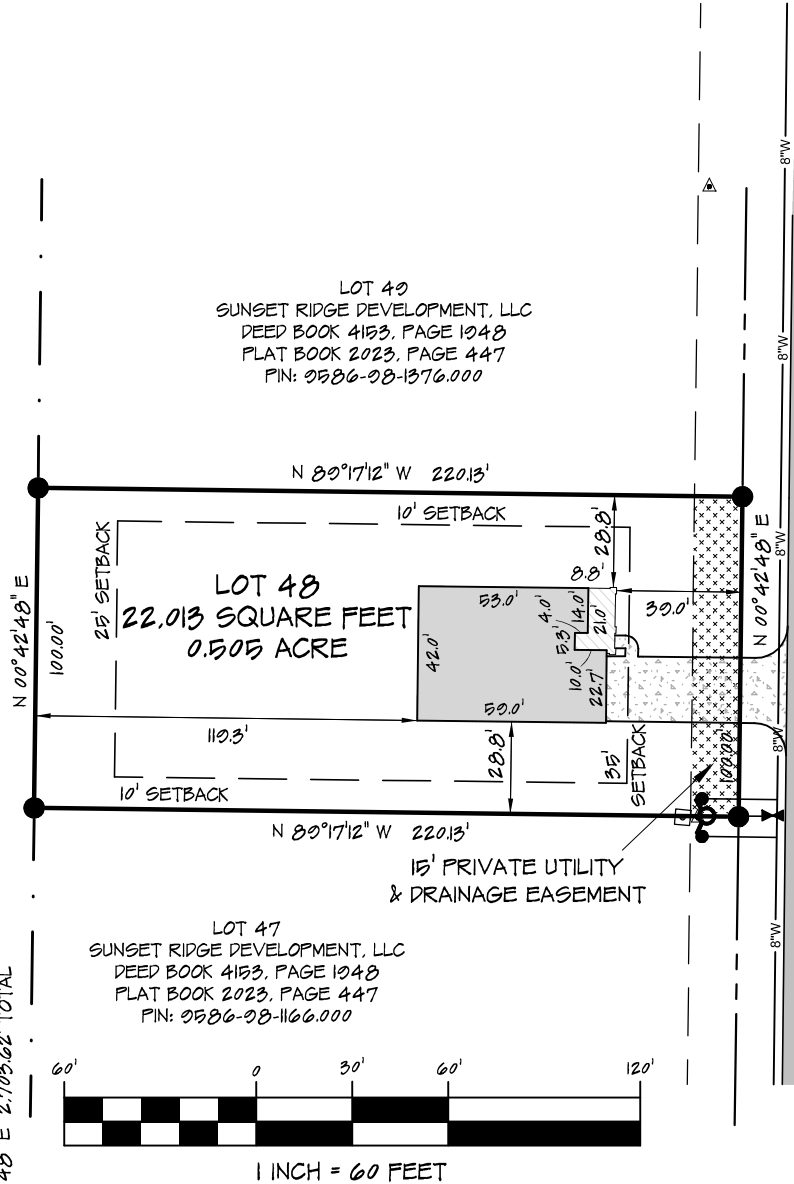 8"W
LOT 49
SUNSET RIDGE DEVELOPMENT, LLC
DEED BOOK 4153, PAGE 1948
PLAT BOOK 2023, PAGE 447
PIN: 9586-98-1376.000
8"W
N 89°17'12" W 220.13'
10' SETBACK
28.8'
8"W
N 00°42'48" E
100.00'
25' SETBACK
LOT 48
22,013 SQUARE FEET
0.505 ACRE
8.8'
53.0'
4.0'
14.0'
21.0'
39.0'
N 00°42'48" E
5.3'
42.0'
10.0'
22.7'
59.0'
119.3'
28.8'
35'
SETBACK
100.00'
8"W
10' SETBACK
N 89°17'12" W 220.13'
15' PRIVATE UTILITY
& DRAINAGE EASEMENT
LOT 47
SUNSET RIDGE DEVELOPMENT, LLC
DEED BOOK 4153, PAGE 1948
PLAT BOOK 2023, PAGE 447
PIN: 9586-98-1166.000
8"W
48" E 2,703.62' TOTAL
60' 0 30' 60' 120'
1 INCH = 60 FEET